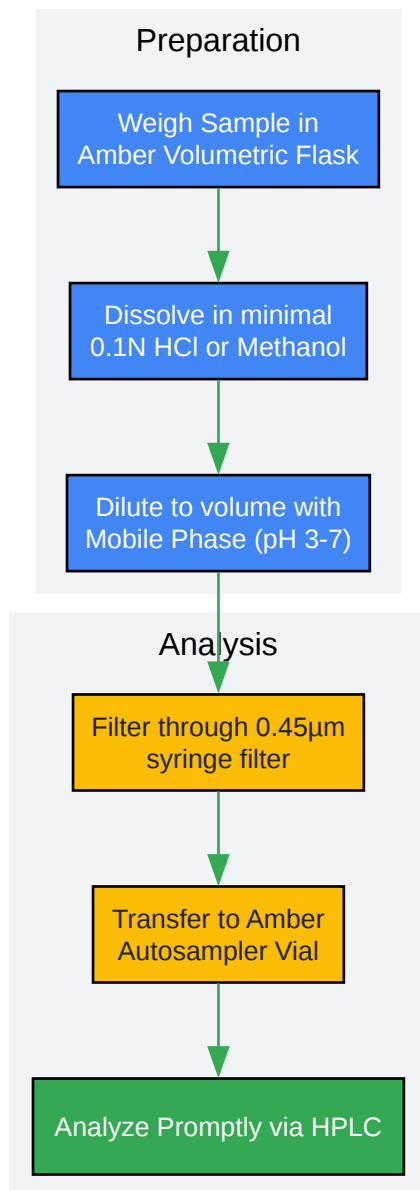 Preparation
Weigh Sample in
Amber Volumetric Flask
Dissolve in minimal
0.1N HCl or Methanol
Dilute to volume with
Mobile Phase (pH 3-7)
Analysis
Filter through 0.45µm
syringe filter
Transfer to Amber
Autosampler Vial
Analyze Promptly via HPLC